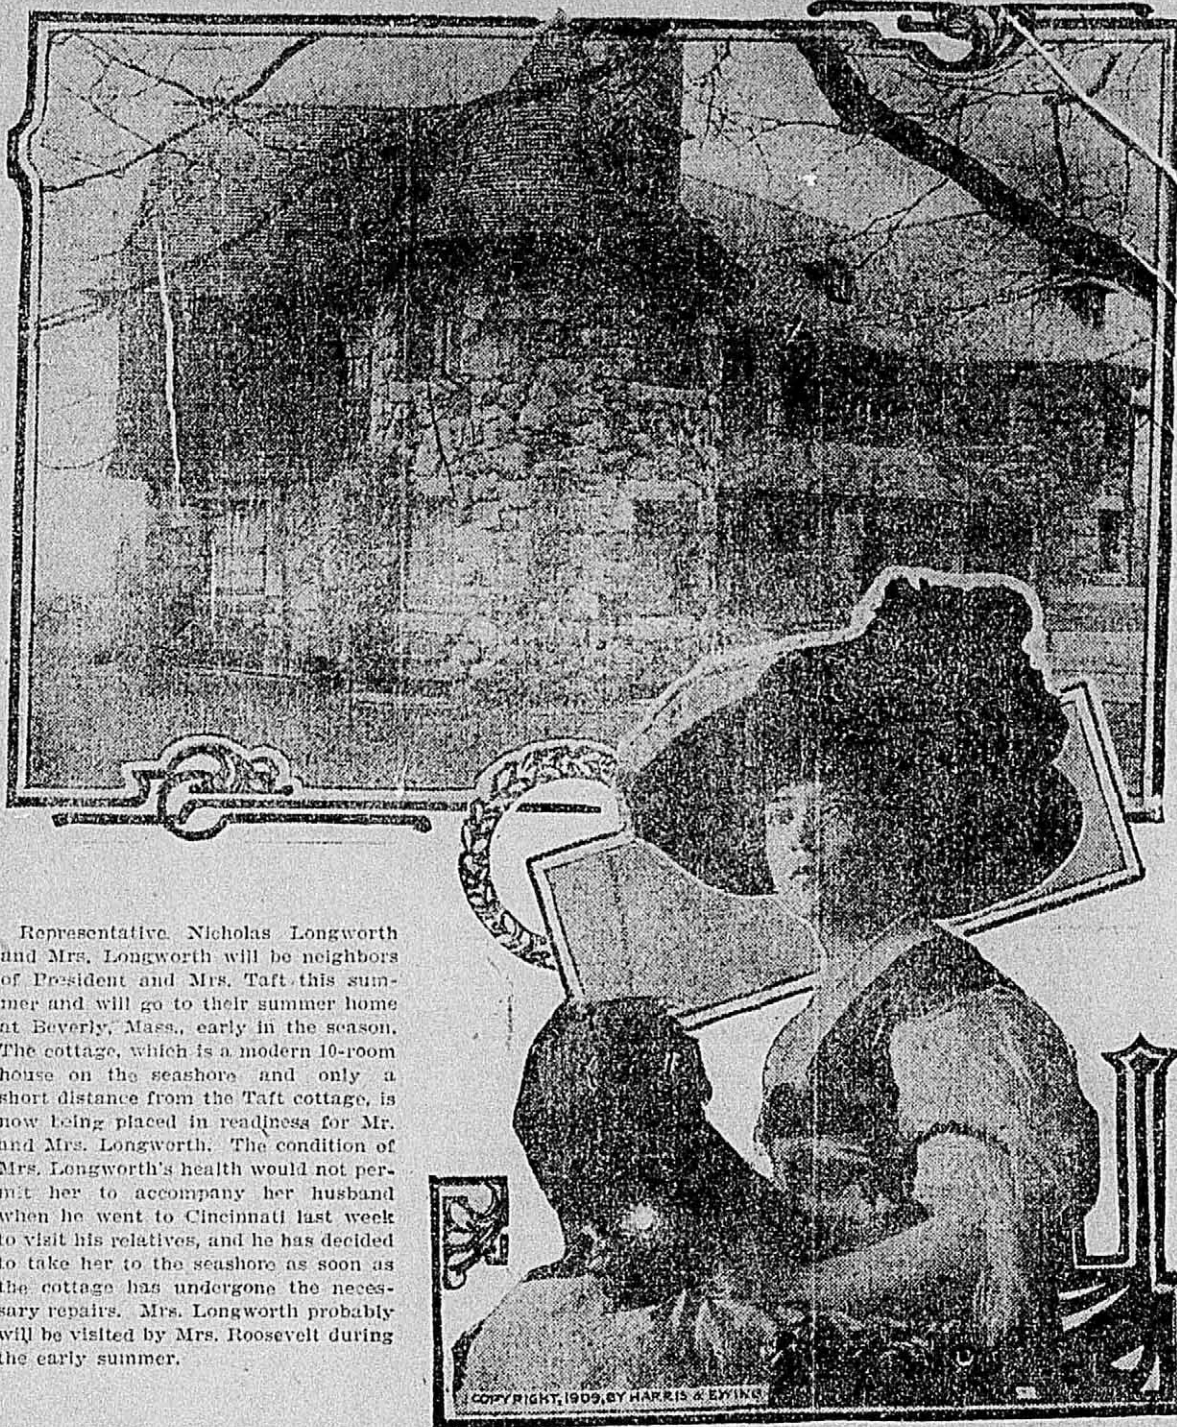 Representative Nicholas Longworth
and Mrs. Longworth will be neighbors
of President and Mrs. Taft this sum-
mer and will go to their summer home
at Beverly, Mass., early in the season.
The cottage, which is a modern 10-room
house on the seashore and only a
short distance from the Taft cottage, is
now being placed in readiness for Mr.
and Mrs. Longworth. The condition of
Mrs. Longworth's health would not per-
mit her to accompany her husband
when he went to Cincinnati last week
to visit his relatives, and he has decided
to take her to the seashore as soon as
the cottage has undergone the neces-
sary repairs. Mrs. Longworth probably
will be visited by Mrs. Roosevelt during
the early summer.
COPYRIGHT, 1909, BY HARRIS & EWING